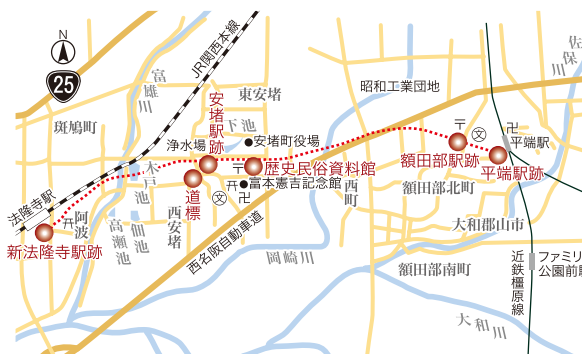 N
25
JR関西本線
富雄川
斑鳩町
東安堵
安堵駅跡
下池
浄水場
安堵町役場
昭和工業団地
佐保川
平端駅
額田部駅跡
平端駅跡
歴史民俗資料館
富本憲吉記念館
木戸池
道標
西町
額田部北町
法隆寺駅
阿波
新法隆寺駅跡
高瀬池
仙池
西安堵
西名阪自動車道
岡崎川
大和郡山市
額田部南町
近鉄橿原線
ファミリ
公園前駅
大和川
文
文